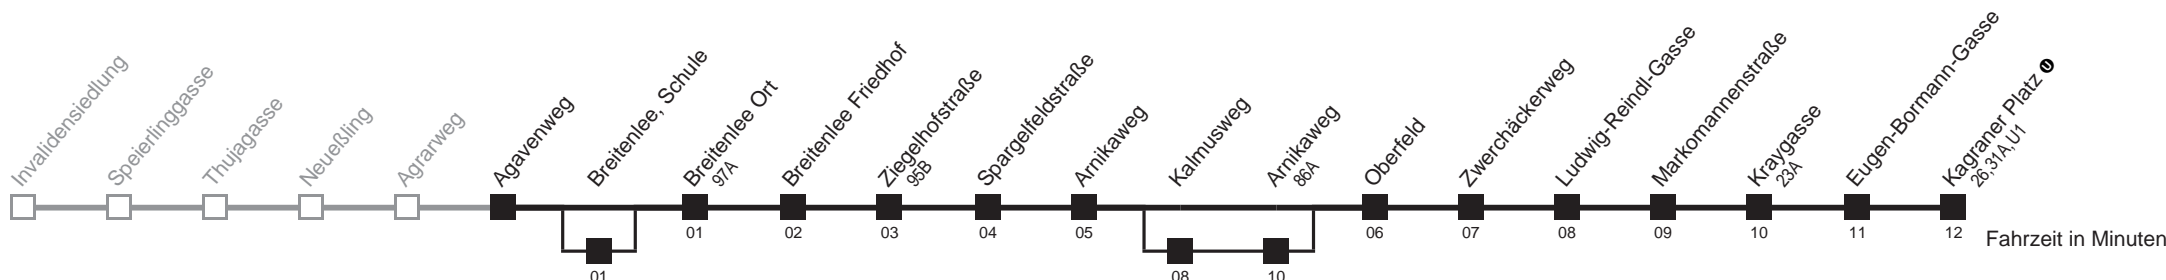 Invalidensiedlung
Speierlinggasse
Thujagasse
Neueßling
Agrarweg
Agavenweg
Breitenlee, Schule
Breitenlee Ort
97A
Breitenlee Friedhof
Ziegelhofstraße
95B
Spargelfeldstraße
Arnikaweg
Kalmusweg
Arnikaweg
86A
Oberfeld
Zwerchäckerweg
Ludwig-Reindl-Gasse
Markomannenstraße
Kraygasse
23A
Eugen-Bormann-Gasse
Kagraner Platz U
26,31A,U1
01 02 03 04 05 06 07 08 09 10 11 12 Fahrzeit in Minuten
01 08 10